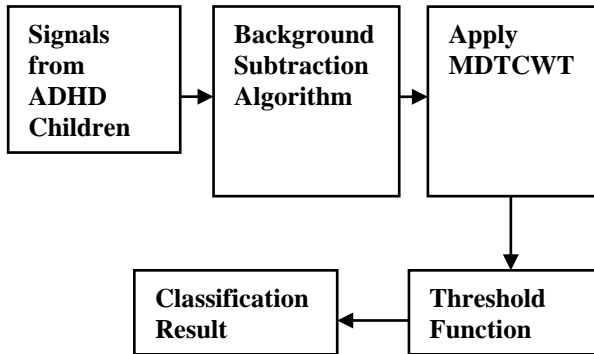 Signals
from
ADHD
Children
Background
Subtraction
Algorithm
Apply
MDTCWT
Threshold
Function
Classification
Result